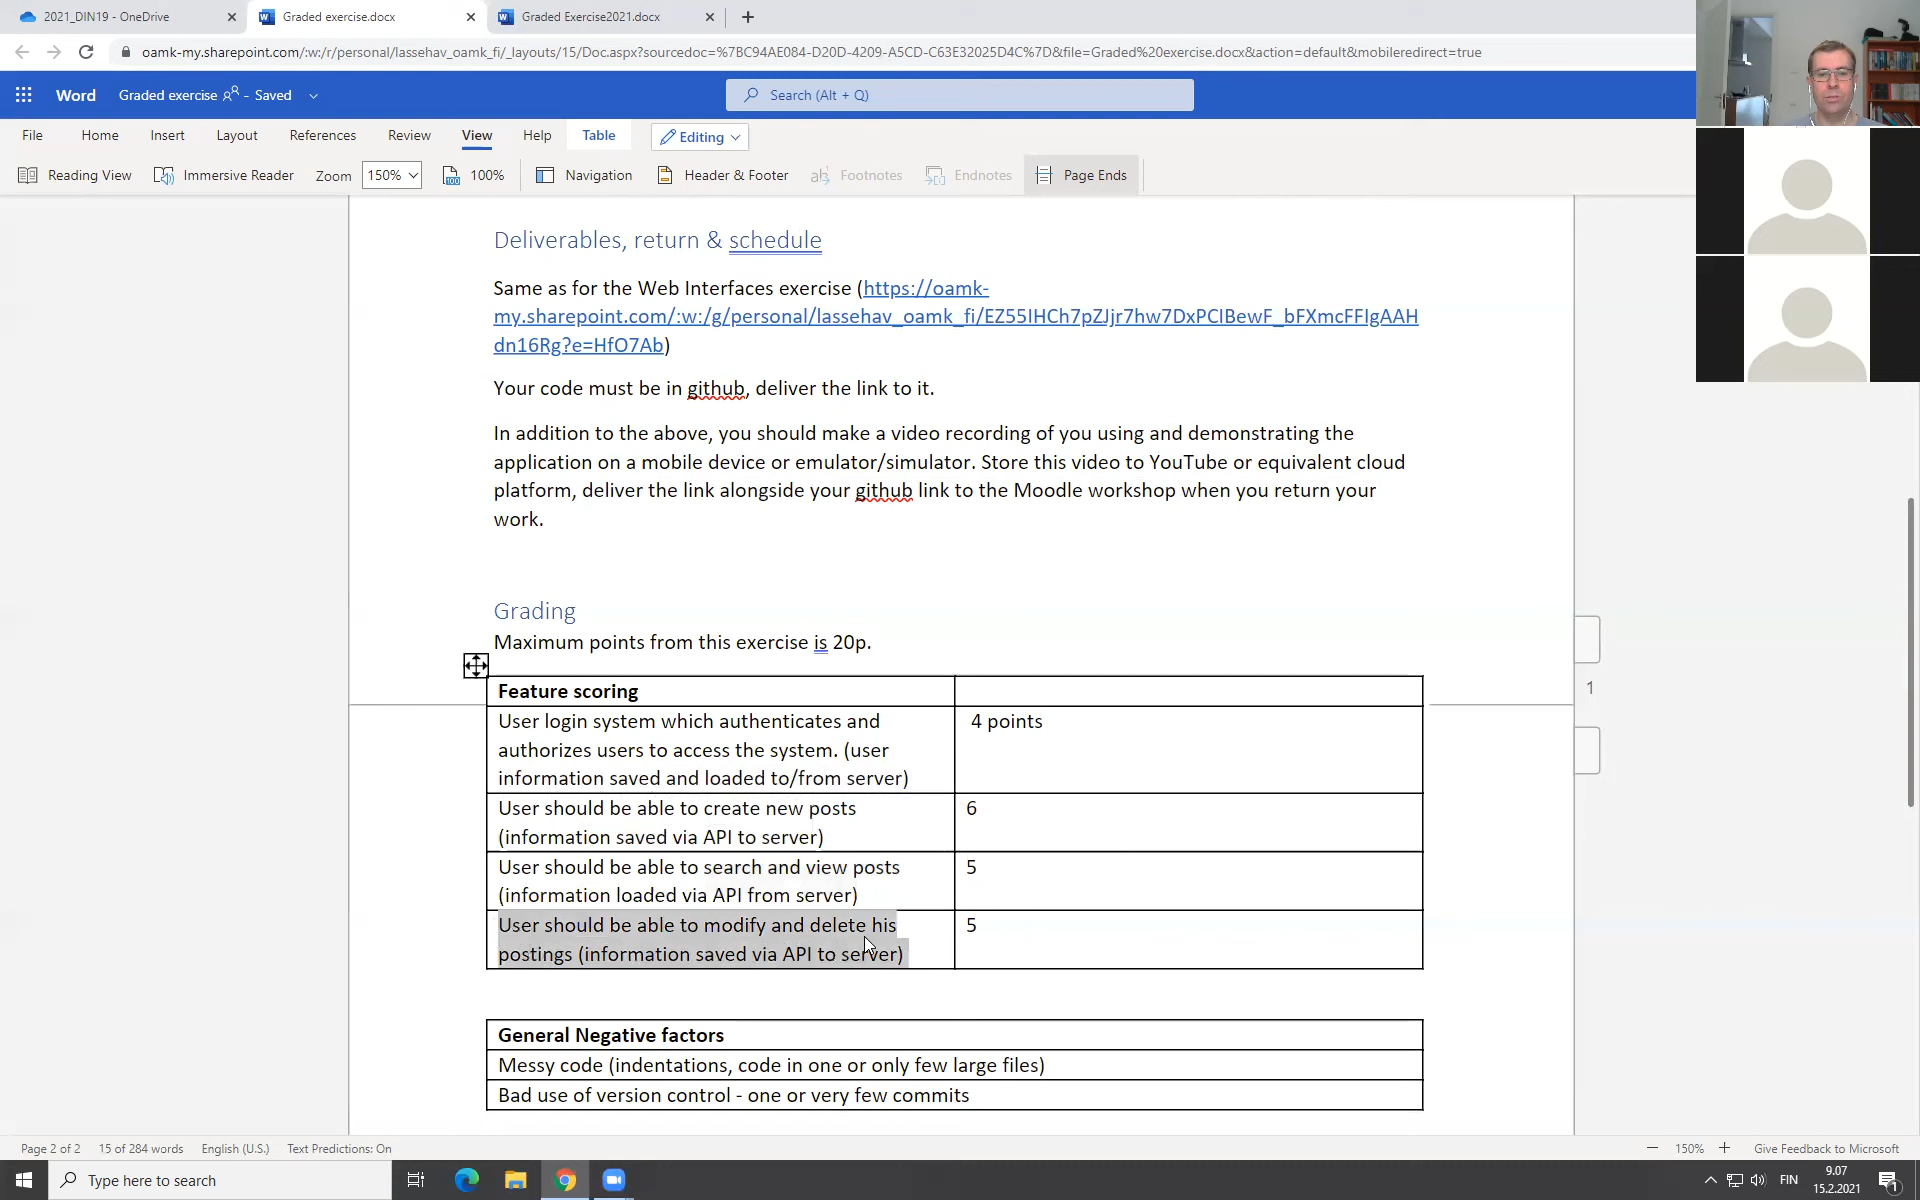 2021_DIN19 - OneDrive
Graded exercise.docx
Graded Exercise2021.docx
oamk-my.sharepoint.com/:w:/r/personal/lassehav_oamk_fi/_layouts/15/Doc.aspx?sourcedoc=%7BC94AE084-D20D-4209-A5CD-C63E32025D4C%7D&file=Graded%20exercise.docx&action=default&mobileredirect=true
Word
Graded exercise - Saved
Search (Alt + Q)
File
Home
Insert
Layout
References
Review
View
Help
Table
Editing
Reading View
Immersive Reader
Zoom
150%
100%
Navigation
Header & Footer
Footnotes
Endnotes
Page Ends
Deliverables, return & schedule
Same as for the Web Interfaces exercise (https://oamk-
my.sharepoint.com/:w:/g/personal/lassehav_oamk_fi/EZ55IHCh7pZJjr7hw7DxPCIBewF_bFXmcFFIgAAH
dn16Rg?e=HfO7Ab)
Your code must be in github, deliver the link to it.
In addition to the above, you should make a video recording of you using and demonstrating the
application on a mobile device or emulator/simulator. Store this video to YouTube or equivalent cloud
platform, deliver the link alongside your github link to the Moodle workshop when you return your
work.
Grading
Maximum points from this exercise is 20p.
Feature scoring
1
User login system which authenticates and
authorizes users to access the system. (user
information saved and loaded to/from server)
4 points
User should be able to create new posts
(information saved via API to server)
6
User should be able to search and view posts
(information loaded via API from server)
5
User should be able to modify and delete his
postings (information saved via API to server)
5
General Negative factors
Messy code (indentations, code in one or only few large files)
Bad use of version control - one or very few commits
Page 2 of 2
15 of 284 words
English (U.S.)
Text Predictions: On
150%
Give Feedback to Microsoft
Type here to search
FIN
9.07
15.2.2021
1